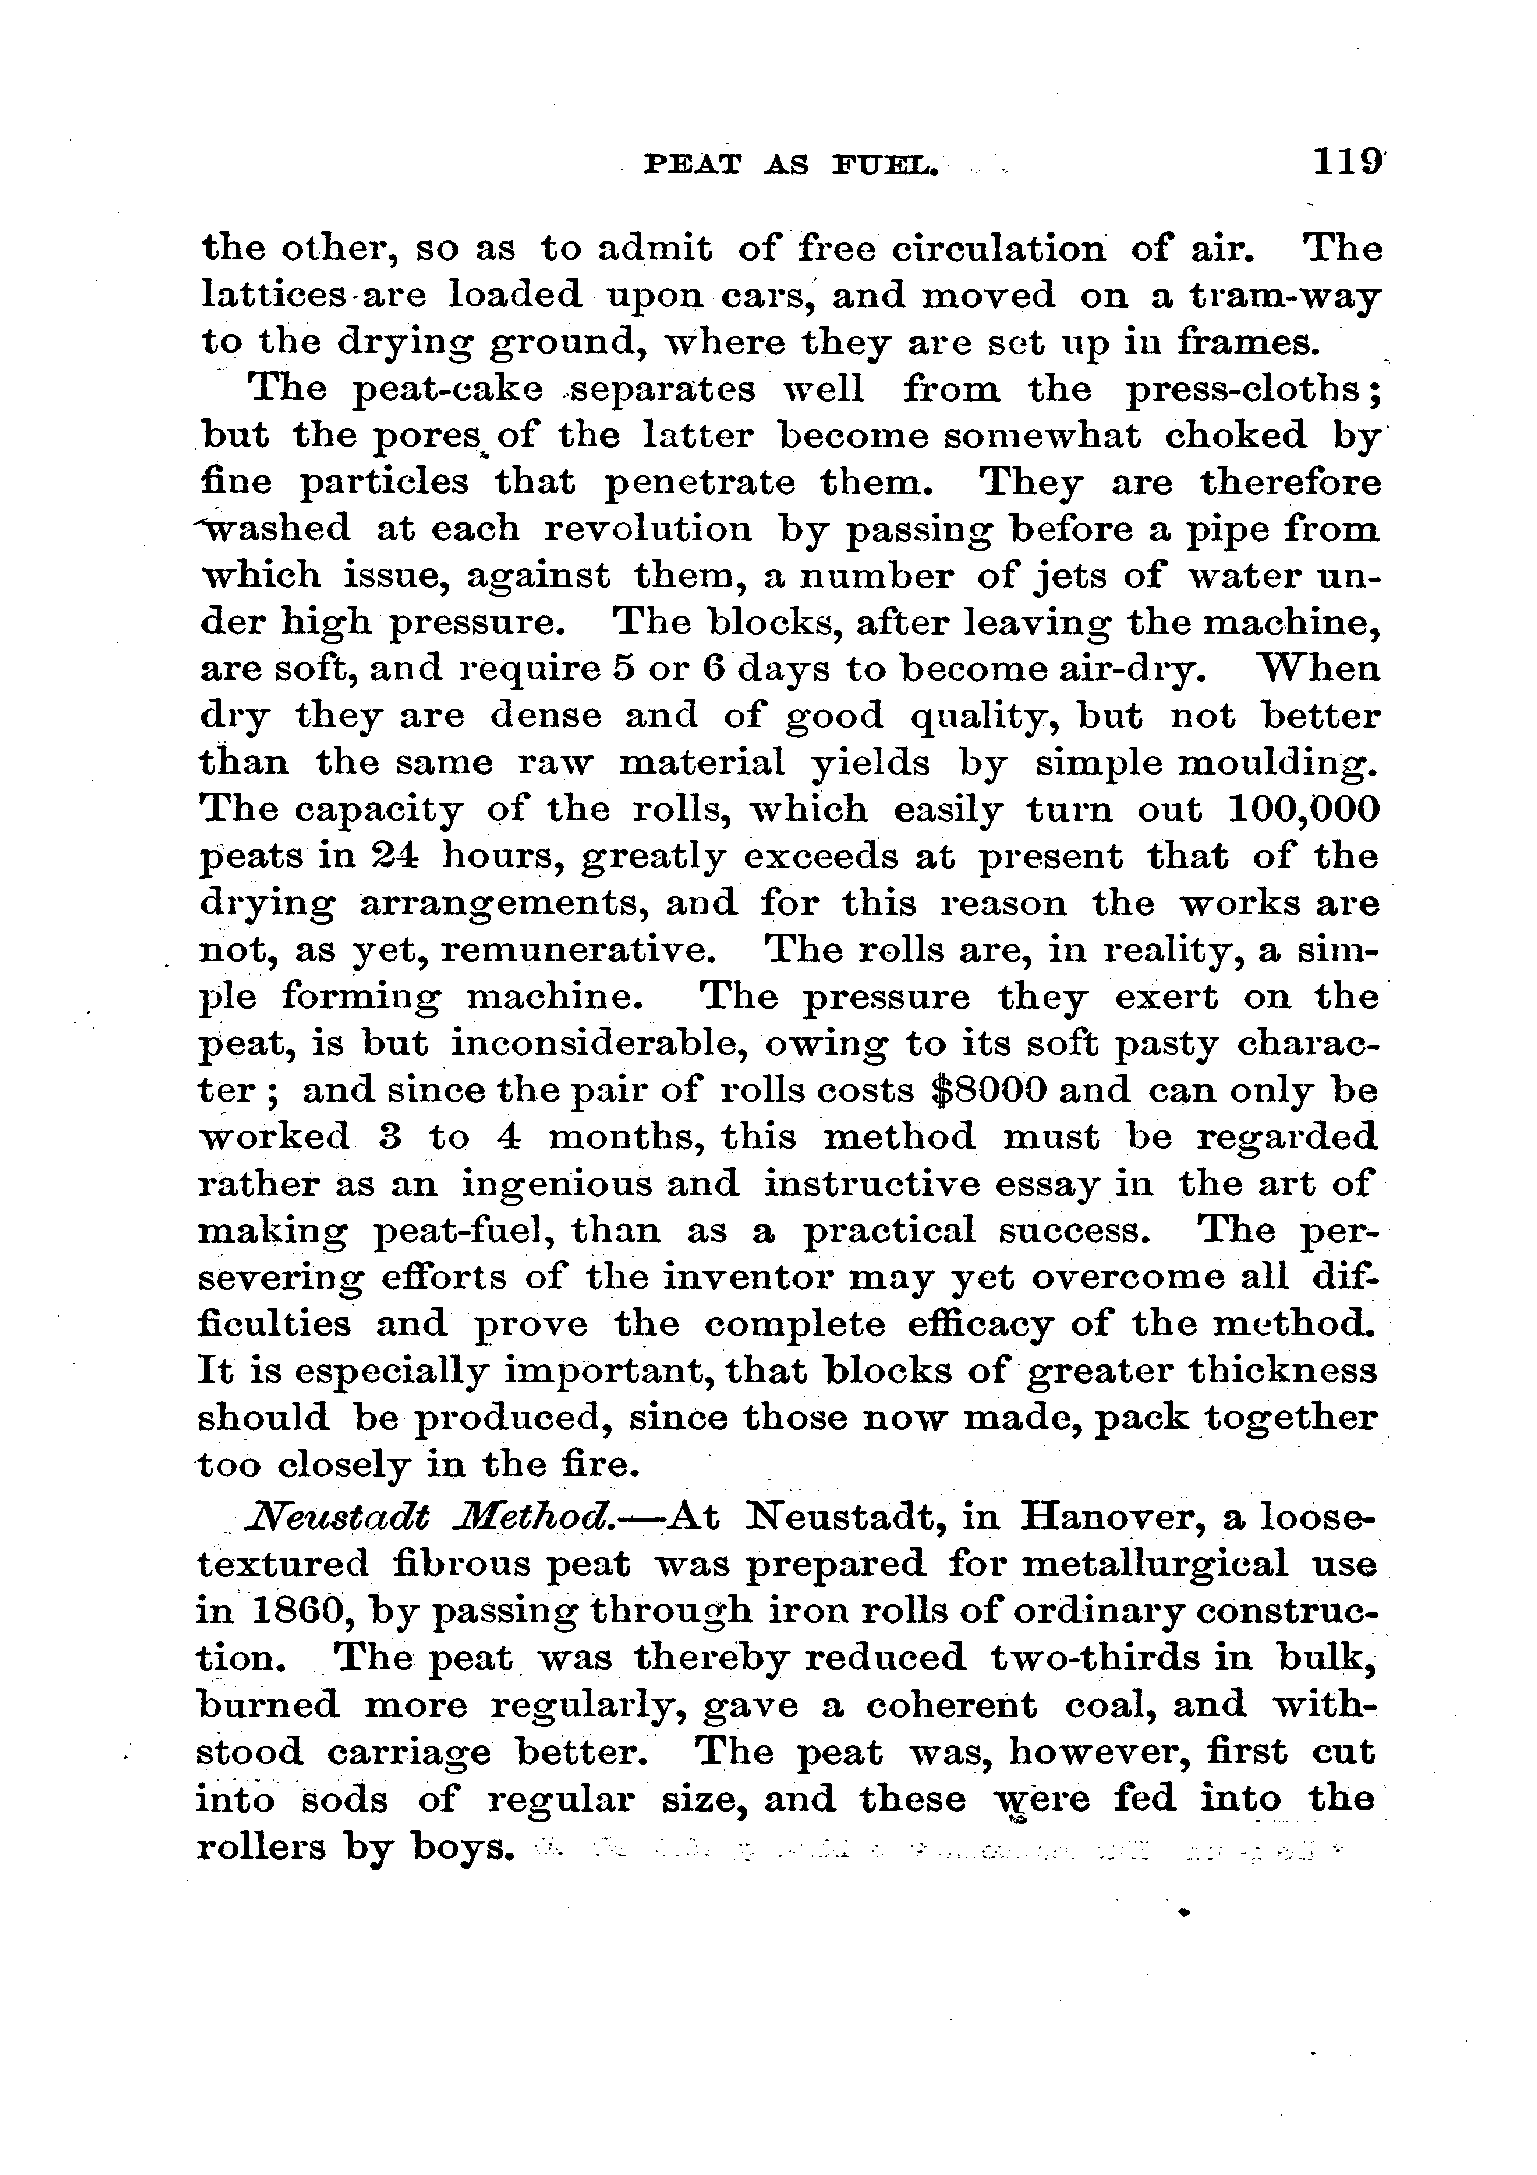 PEAT AS FUEL. 119
the other, so as to admit of free circulation of air. The
lattices are loaded upon cars, and moved on a tram-way
to the drying ground, where they are set up in frames.
The peat-cake separates well from the press-cloths;
but the pores of the latter become somewhat choked by
fine particles that penetrate them. They are therefore
washed at each revolution by passing before a pipe from
which issue, against them, a number of jets of water un-
der high pressure. The blocks, after leaving the machine,
are soft, and require 5 or 6 days to become air-dry. When
dry they are dense and of good quality, but not better
than the same raw material yields by simple moulding.
The capacity of the rolls, which easily turn out 100,000
peats in 24 hours, greatly exceeds at present that of the
drying arrangements, and for this reason the works are
not, as yet, remunerative. The rolls are, in reality, a sim-
ple forming machine. The pressure they exert on the
peat, is but inconsiderable, owing to its soft pasty charac-
ter; and since the pair of rolls costs $8000 and can only be
worked 3 to 4 months, this method must be regarded
rather as an ingenious and instructive essay in the art of
making peat-fuel, than as a practical success. The per-
severing efforts of the inventor may yet overcome all dif-
ficulties and prove the complete efficacy of the method.
It is especially important, that blocks of greater thickness
should be produced, since those now made, pack together
too closely in the fire.
Neustadt Method.—At Neustadt, in Hanover, a loose-
textured fibrous peat was prepared for metallurgical use
in 1860, by passing through iron rolls of ordinary construc-
tion. The peat was thereby reduced two-thirds in bulk,
burned more regularly, gave a coherent coal, and with-
stood carriage better. The peat was, however, first cut
into sods of regular size, and these were fed into the
rollers by boys.